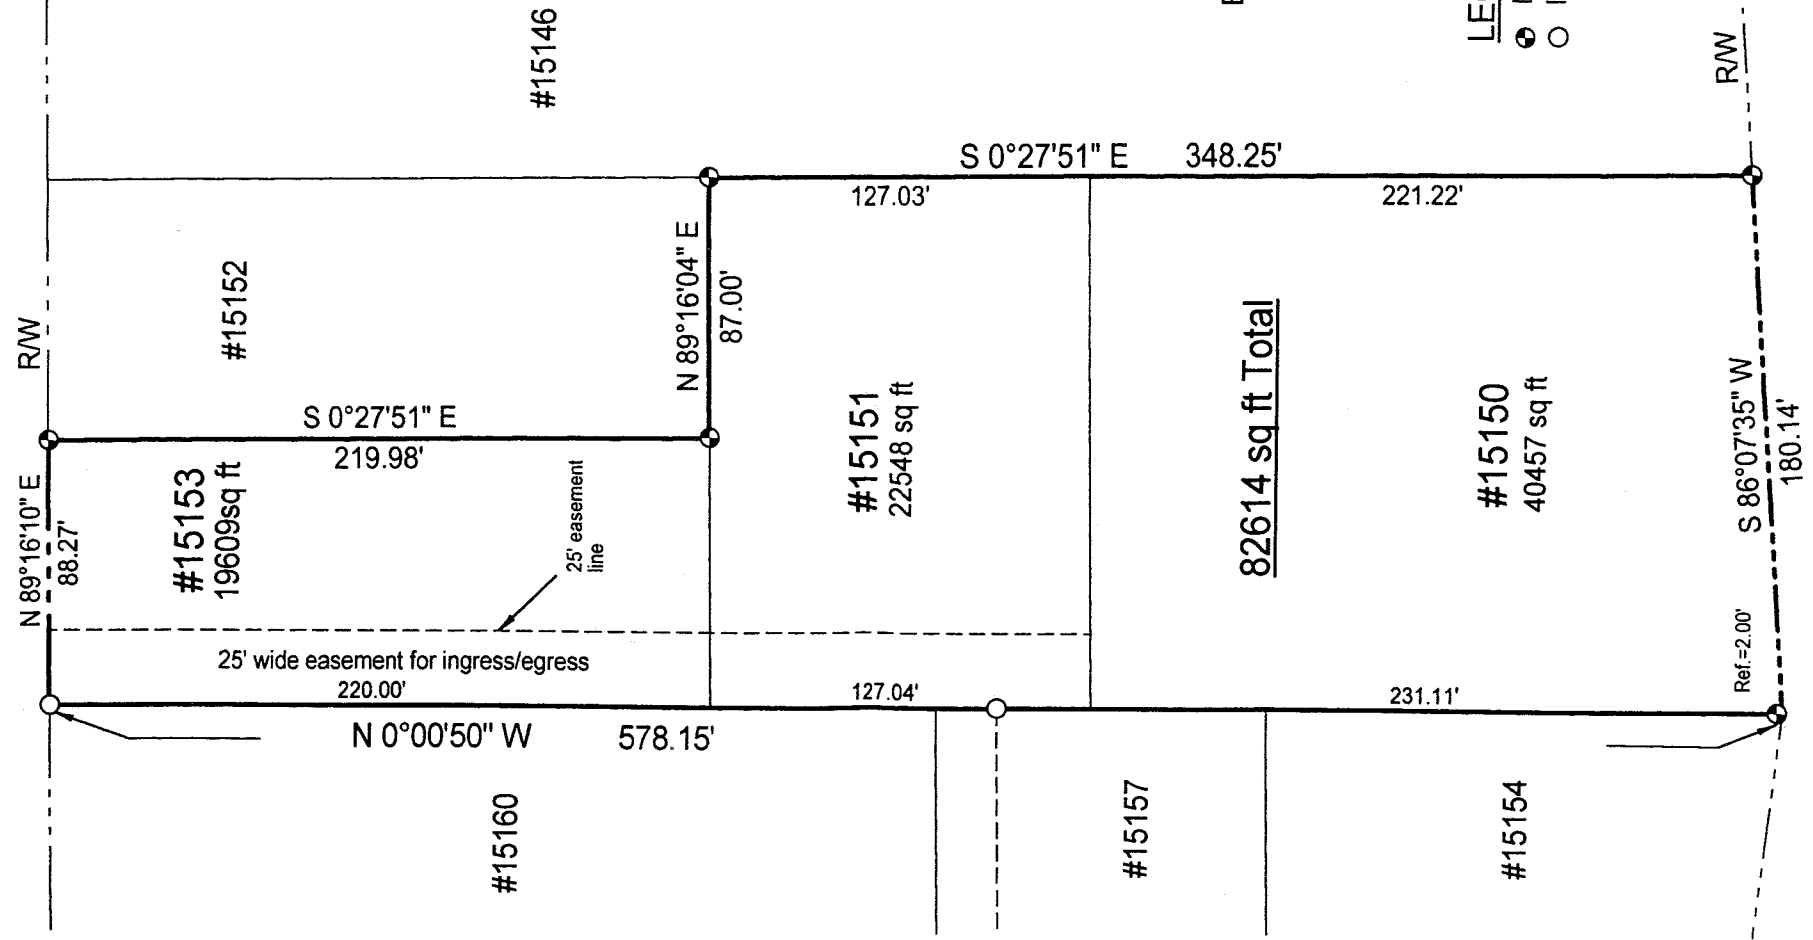 #15146
LE
R/W
S 0°27'51" E 348.25'
127.03'
221.22'
#15152
R/W
N 89°16'04" E
87.00'
S 0°27'51" E
219.98'
N 89°16'10" E
88.27'
#15153
19609sq ft
25' easement
line
#15151
22548 sq ft
82614 sq ft Total
#15150
40457 sq ft
S 86°07'35" W
180.14'
Ref.=2.00'
25' wide easement for ingress/egress
220.00'
127.04'
231.11'
N 0°00'50" W 578.15'
#15160
#15157
#15154